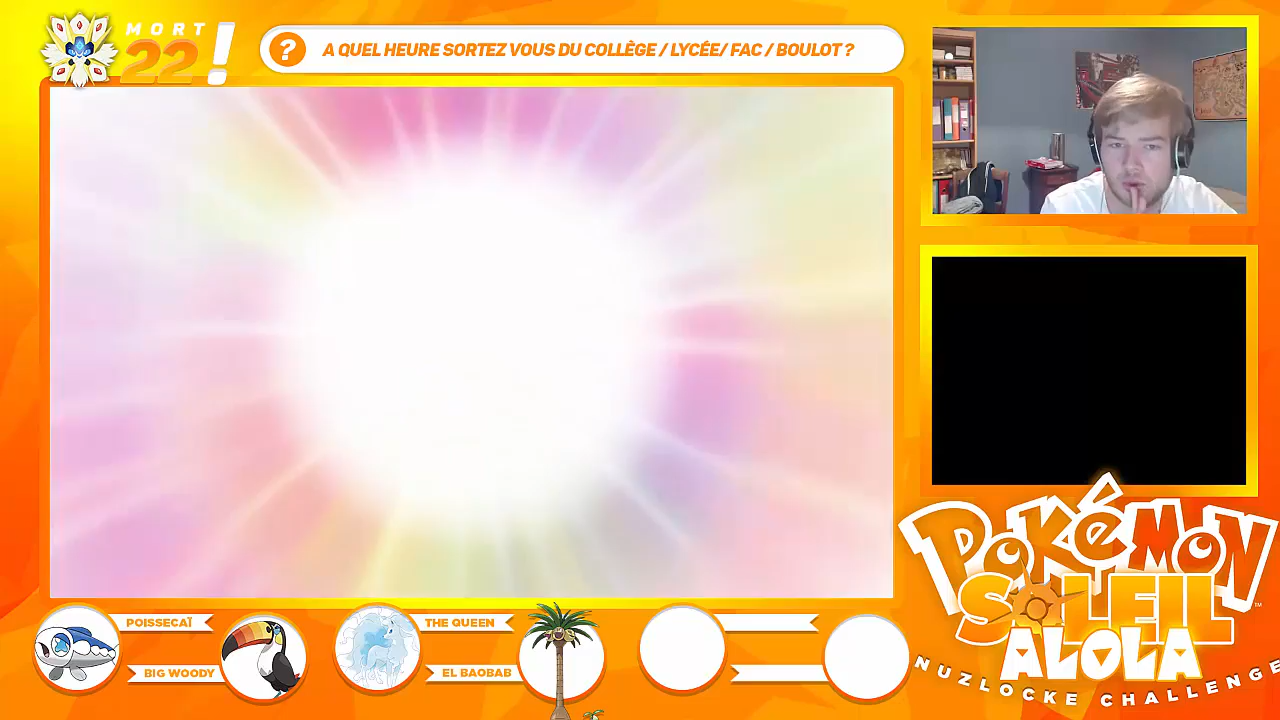 MORT
22!
? A QUEL HEURE SORTEZ VOUS DU COLLÈGE / LYCÉE/ FAC / BOULOT ?
POISSECAÏ
BIG WOODY
THE QUEEN
EL BAOBAB
POKÉMON
SOLEIL
ALOLA
NUZLOCKE CHALLENGE